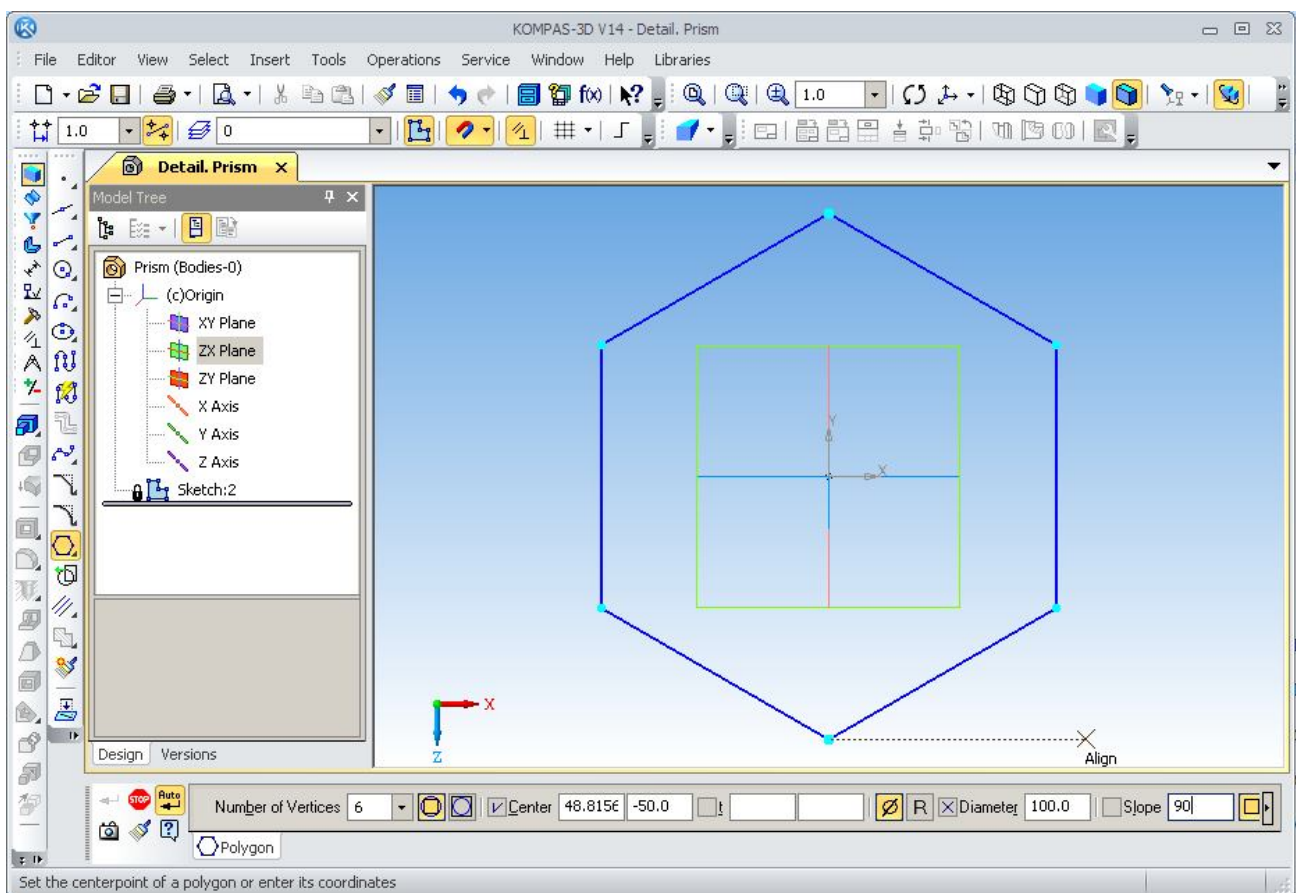 KOMPAS-3D V14 - Detail. Prism
File Editor View Select Insert Tools Operations Service Window Help Libraries
f(x) 1.0
1.0 0
Detail. Prism
Model Tree
Prism (Bodies-0)
(c)Origin
XY Plane
ZX Plane
ZY Plane
X Axis
Y Axis
Z Axis
Sketch:2
Y
X
X
Z
Align
Design Versions
STOP Auto Number of Vertices 6 Center 48.8156 -50.0 t R Diameter 100.0 Slope 90
Polygon
Set the centerpoint of a polygon or enter its coordinates